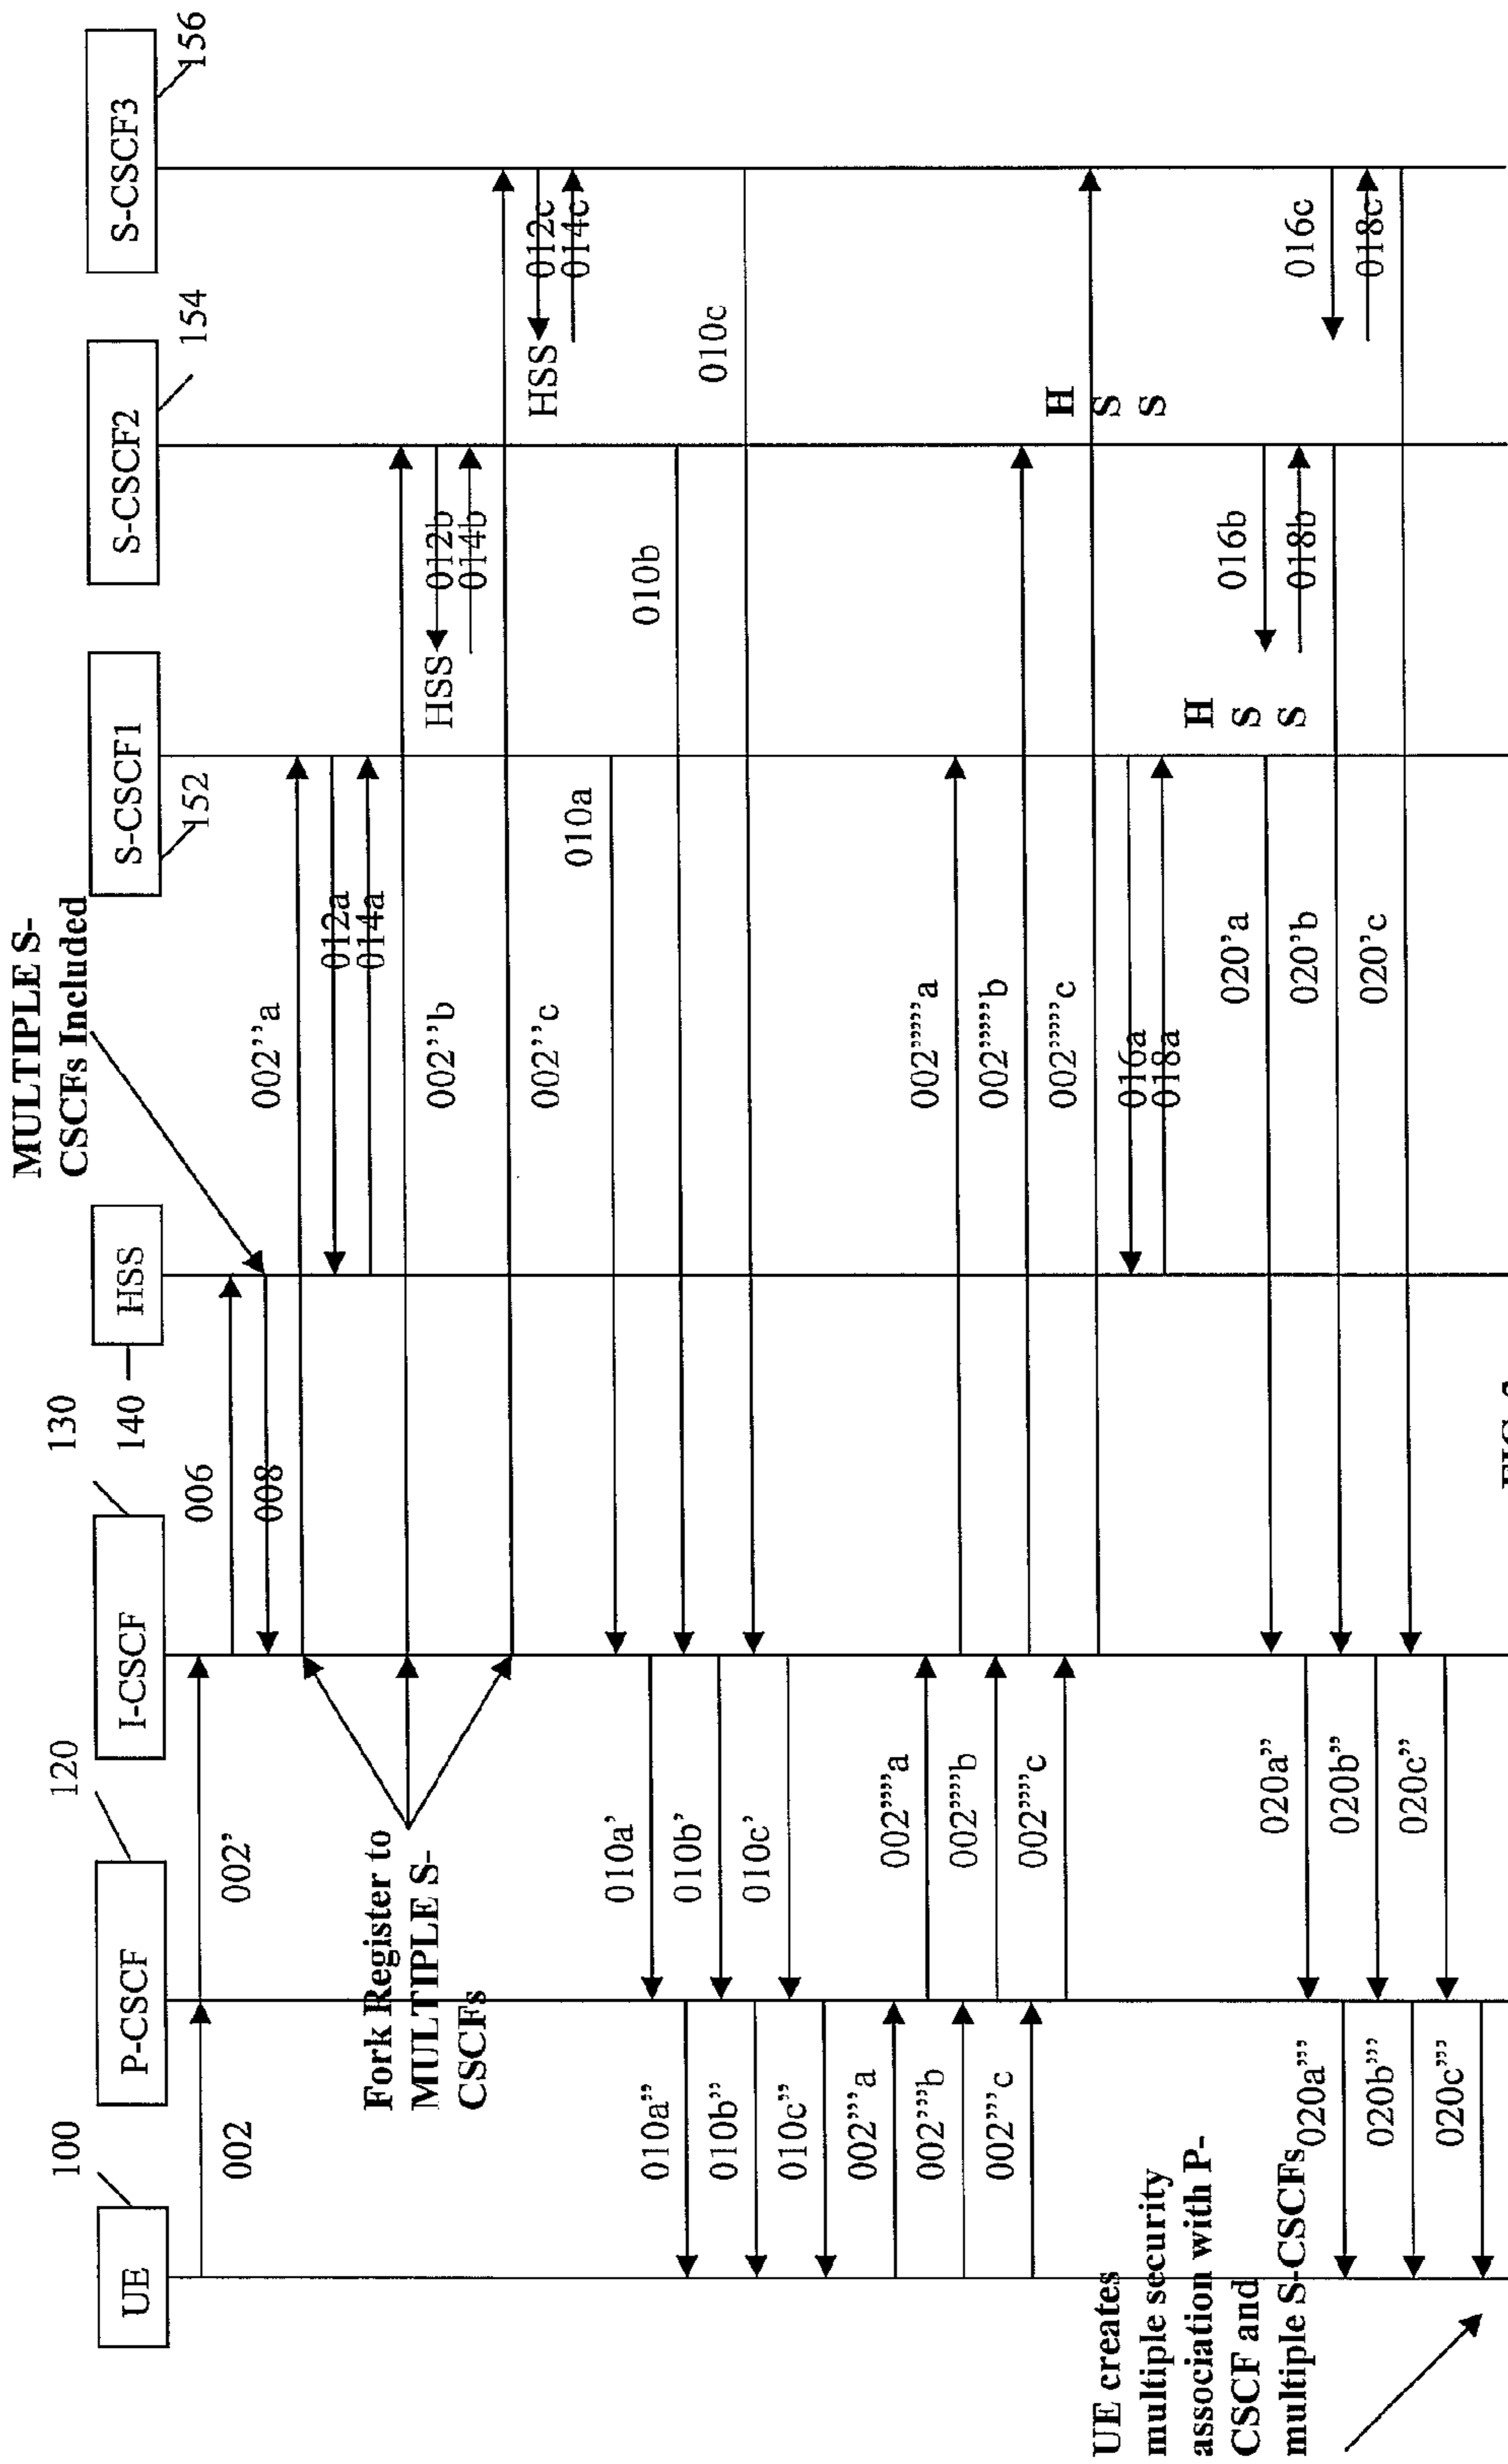 MULTIPLE S-
CSCFs Included
100
120
130
140
152
154
156
UE
P-CSCF
I-CSCF
HSS
S-CSCF1
S-CSCF2
S-CSCF3
002
002’
006
008
002’’a
012a
014a
Fork Register to
MULTIPLE S-
CSCFs
002’’b
HSS
012b
014b
002’’c
HSS
012c
014c
010a
010a’
010a’’
010b
010b’
010b’’
010c
010c’
010c’’
002’’’a
002’’’’a
002’’’’’a
002’’’b
002’’’’b
002’’’’’b
002’’’c
002’’’’c
002’’’’’c
H
S
S
016a
018a
H
S
S
016b
018b
016c
018c
020’a
020’b
020’c
020a’’
020b’’
020c’’
020a’’’
020b’’’
020c’’’
UE creates
multiple security
association with P-
CSCF and
multiple S-CSCFs